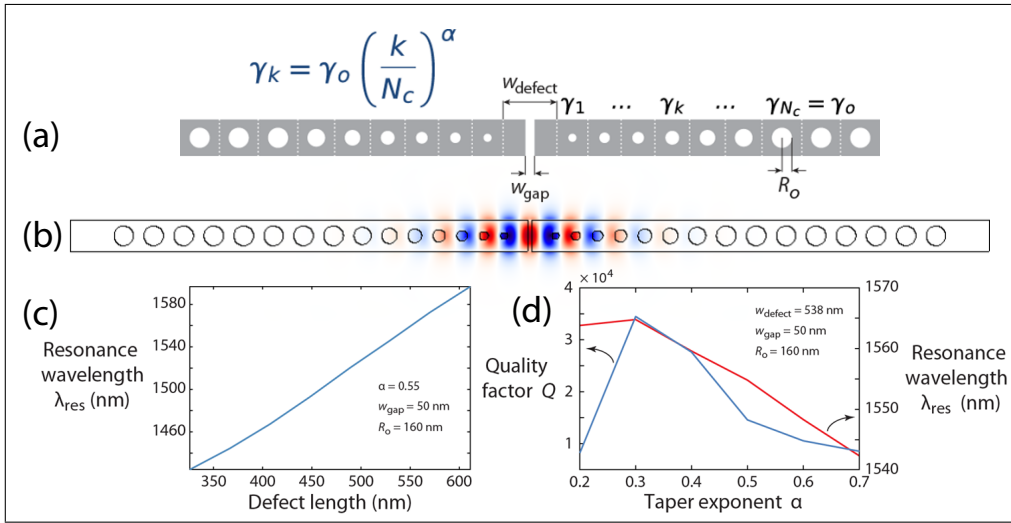 γk = γo (k/Nc)^α
wdefect
γ1 ... γk ... γNc = γo
(a)
wgap
Ro
(b)
(c)
Resonance
wavelength
λres (nm)
1580
1540
1500
1460
α = 0.55
wgap = 50 nm
Ro = 160 nm
350 400 450 500 550 600
Defect length (nm)
(d)
× 10^4
4
3
2
1
Quality
factor Q
wdefect = 538 nm
wgap = 50 nm
Ro = 160 nm
1570
1560
1550
1540
Resonance
wavelength
λres (nm)
0.2 0.3 0.4 0.5 0.6 0.7
Taper exponent α